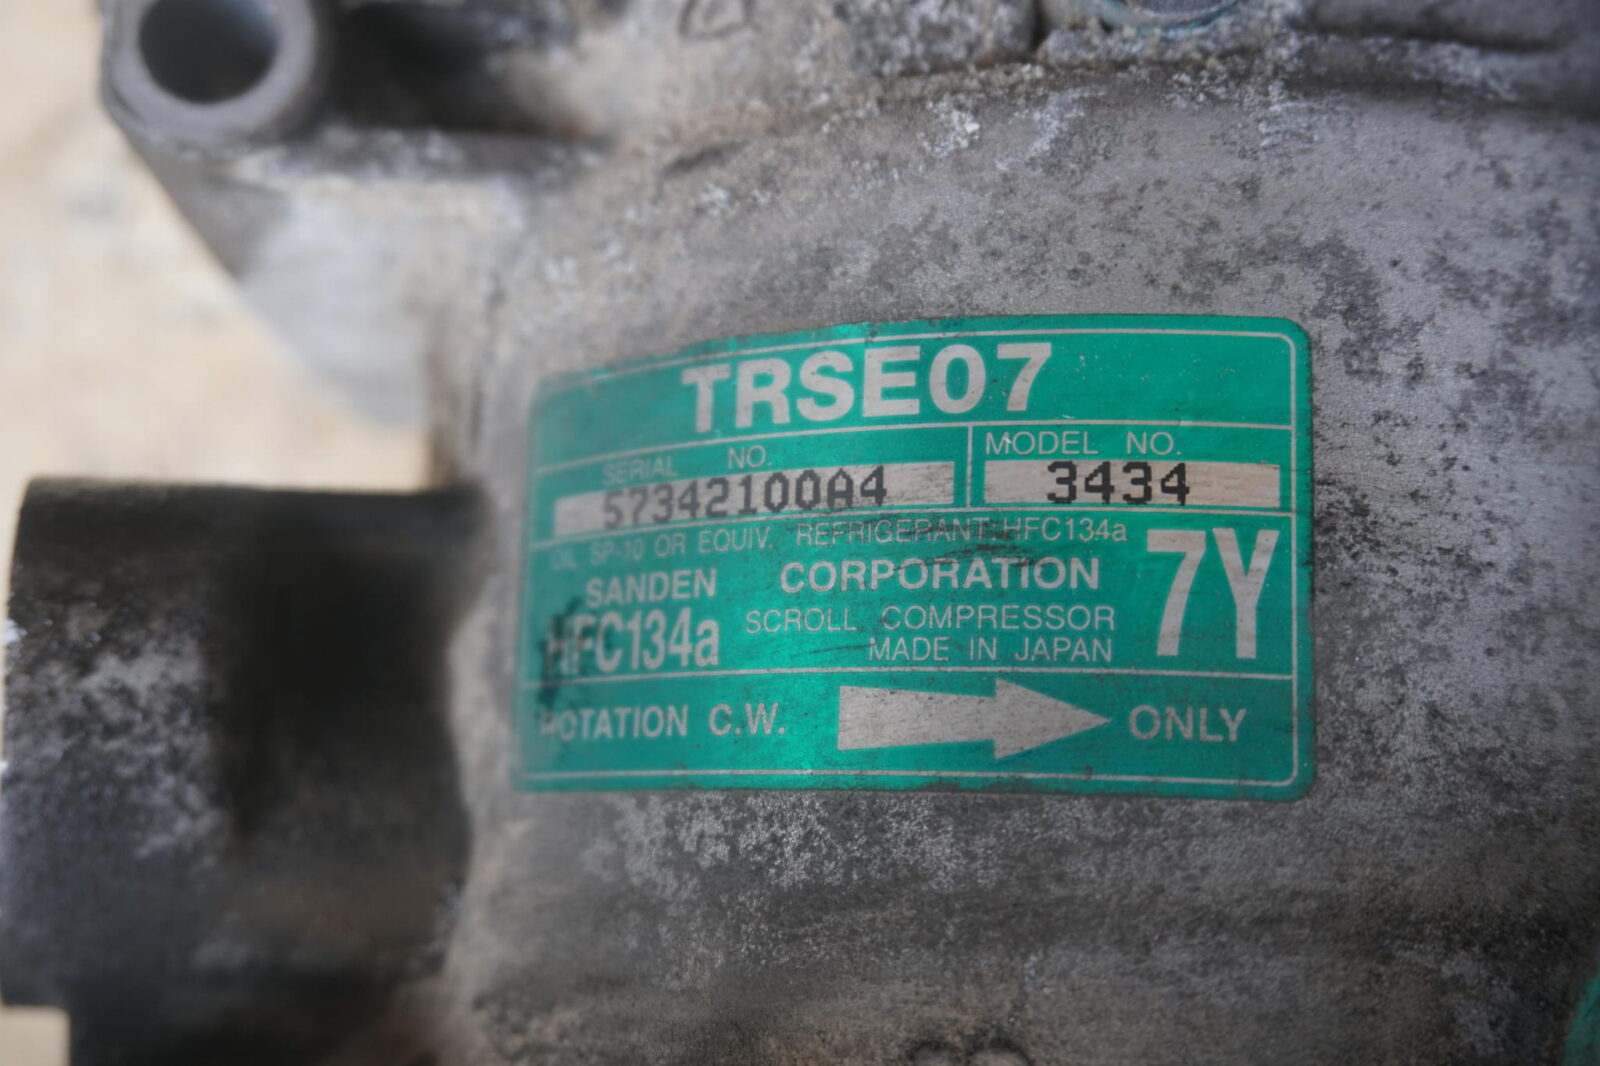 TRSE07
SERIAL NO. MODEL NO.
57342100A4 3434
OIL SP-10 OR EQUIV. REFRIGERANT:HFC134a
SANDEN CORPORATION 7Y
HFC134a SCROLL COMPRESSOR
MADE IN JAPAN
ROTATION C.W. ONLY